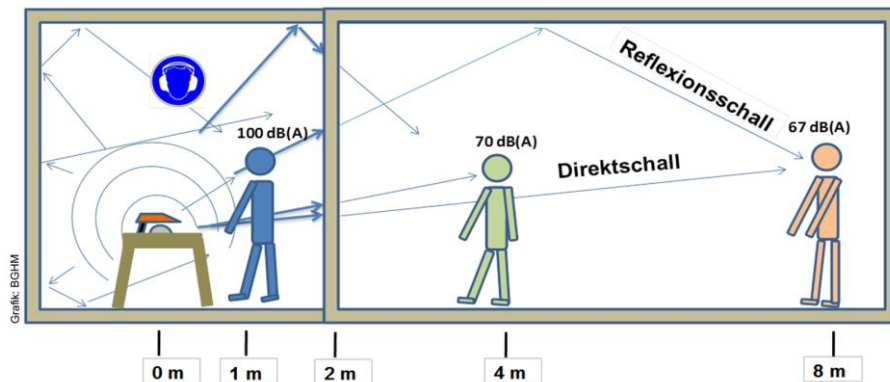 Reflexionsschall
100 dB(A)
70 dB(A)
67 dB(A)
Direktschall
Grafik: BGHM
0 m
1 m
2 m
4 m
8 m